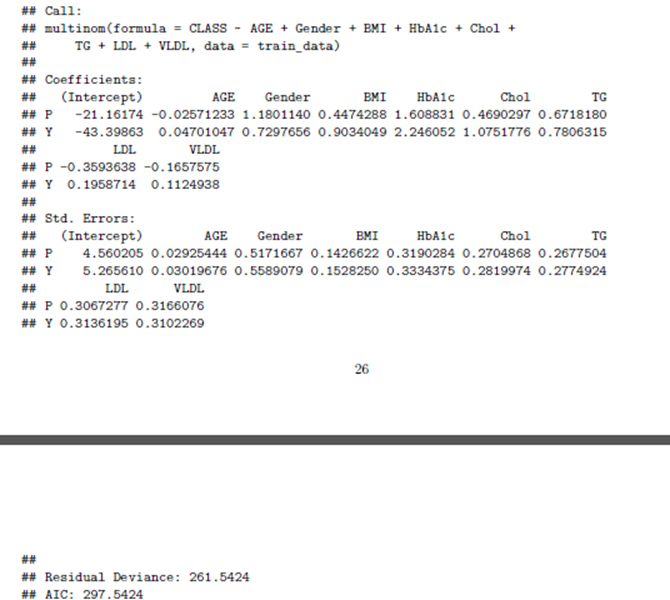 ## Call:
## multinom(formula = CLASS ~ AGE + Gender + BMI + HbA1c + Chol +
##     TG + LDL + VLDL, data = train_data)
##
## Coefficients:
##   (Intercept)         AGE    Gender       BMI    HbA1c      Chol        TG
## P   -21.16174 -0.02571233 1.1801140 0.4474288 1.608831 0.4690297 0.6718180
## Y   -43.39863  0.04701047 0.7297656 0.9034049 2.246052 1.0751776 0.7806315
##          LDL       VLDL
## P -0.3593638 -0.1657575
## Y  0.1958714  0.1124938
##
## Std. Errors:
##   (Intercept)        AGE    Gender       BMI     HbA1c      Chol        TG
## P    4.560205 0.02925444 0.5171667 0.1426622 0.3190284 0.2704868 0.2677504
## Y    5.265610 0.03019676 0.5589079 0.1528250 0.3334375 0.2819974 0.2774924
##         LDL      VLDL
## P 0.3067277 0.3166076
## Y 0.3136195 0.3102269
26
##
## Residual Deviance: 261.5424
## AIC: 297.5424